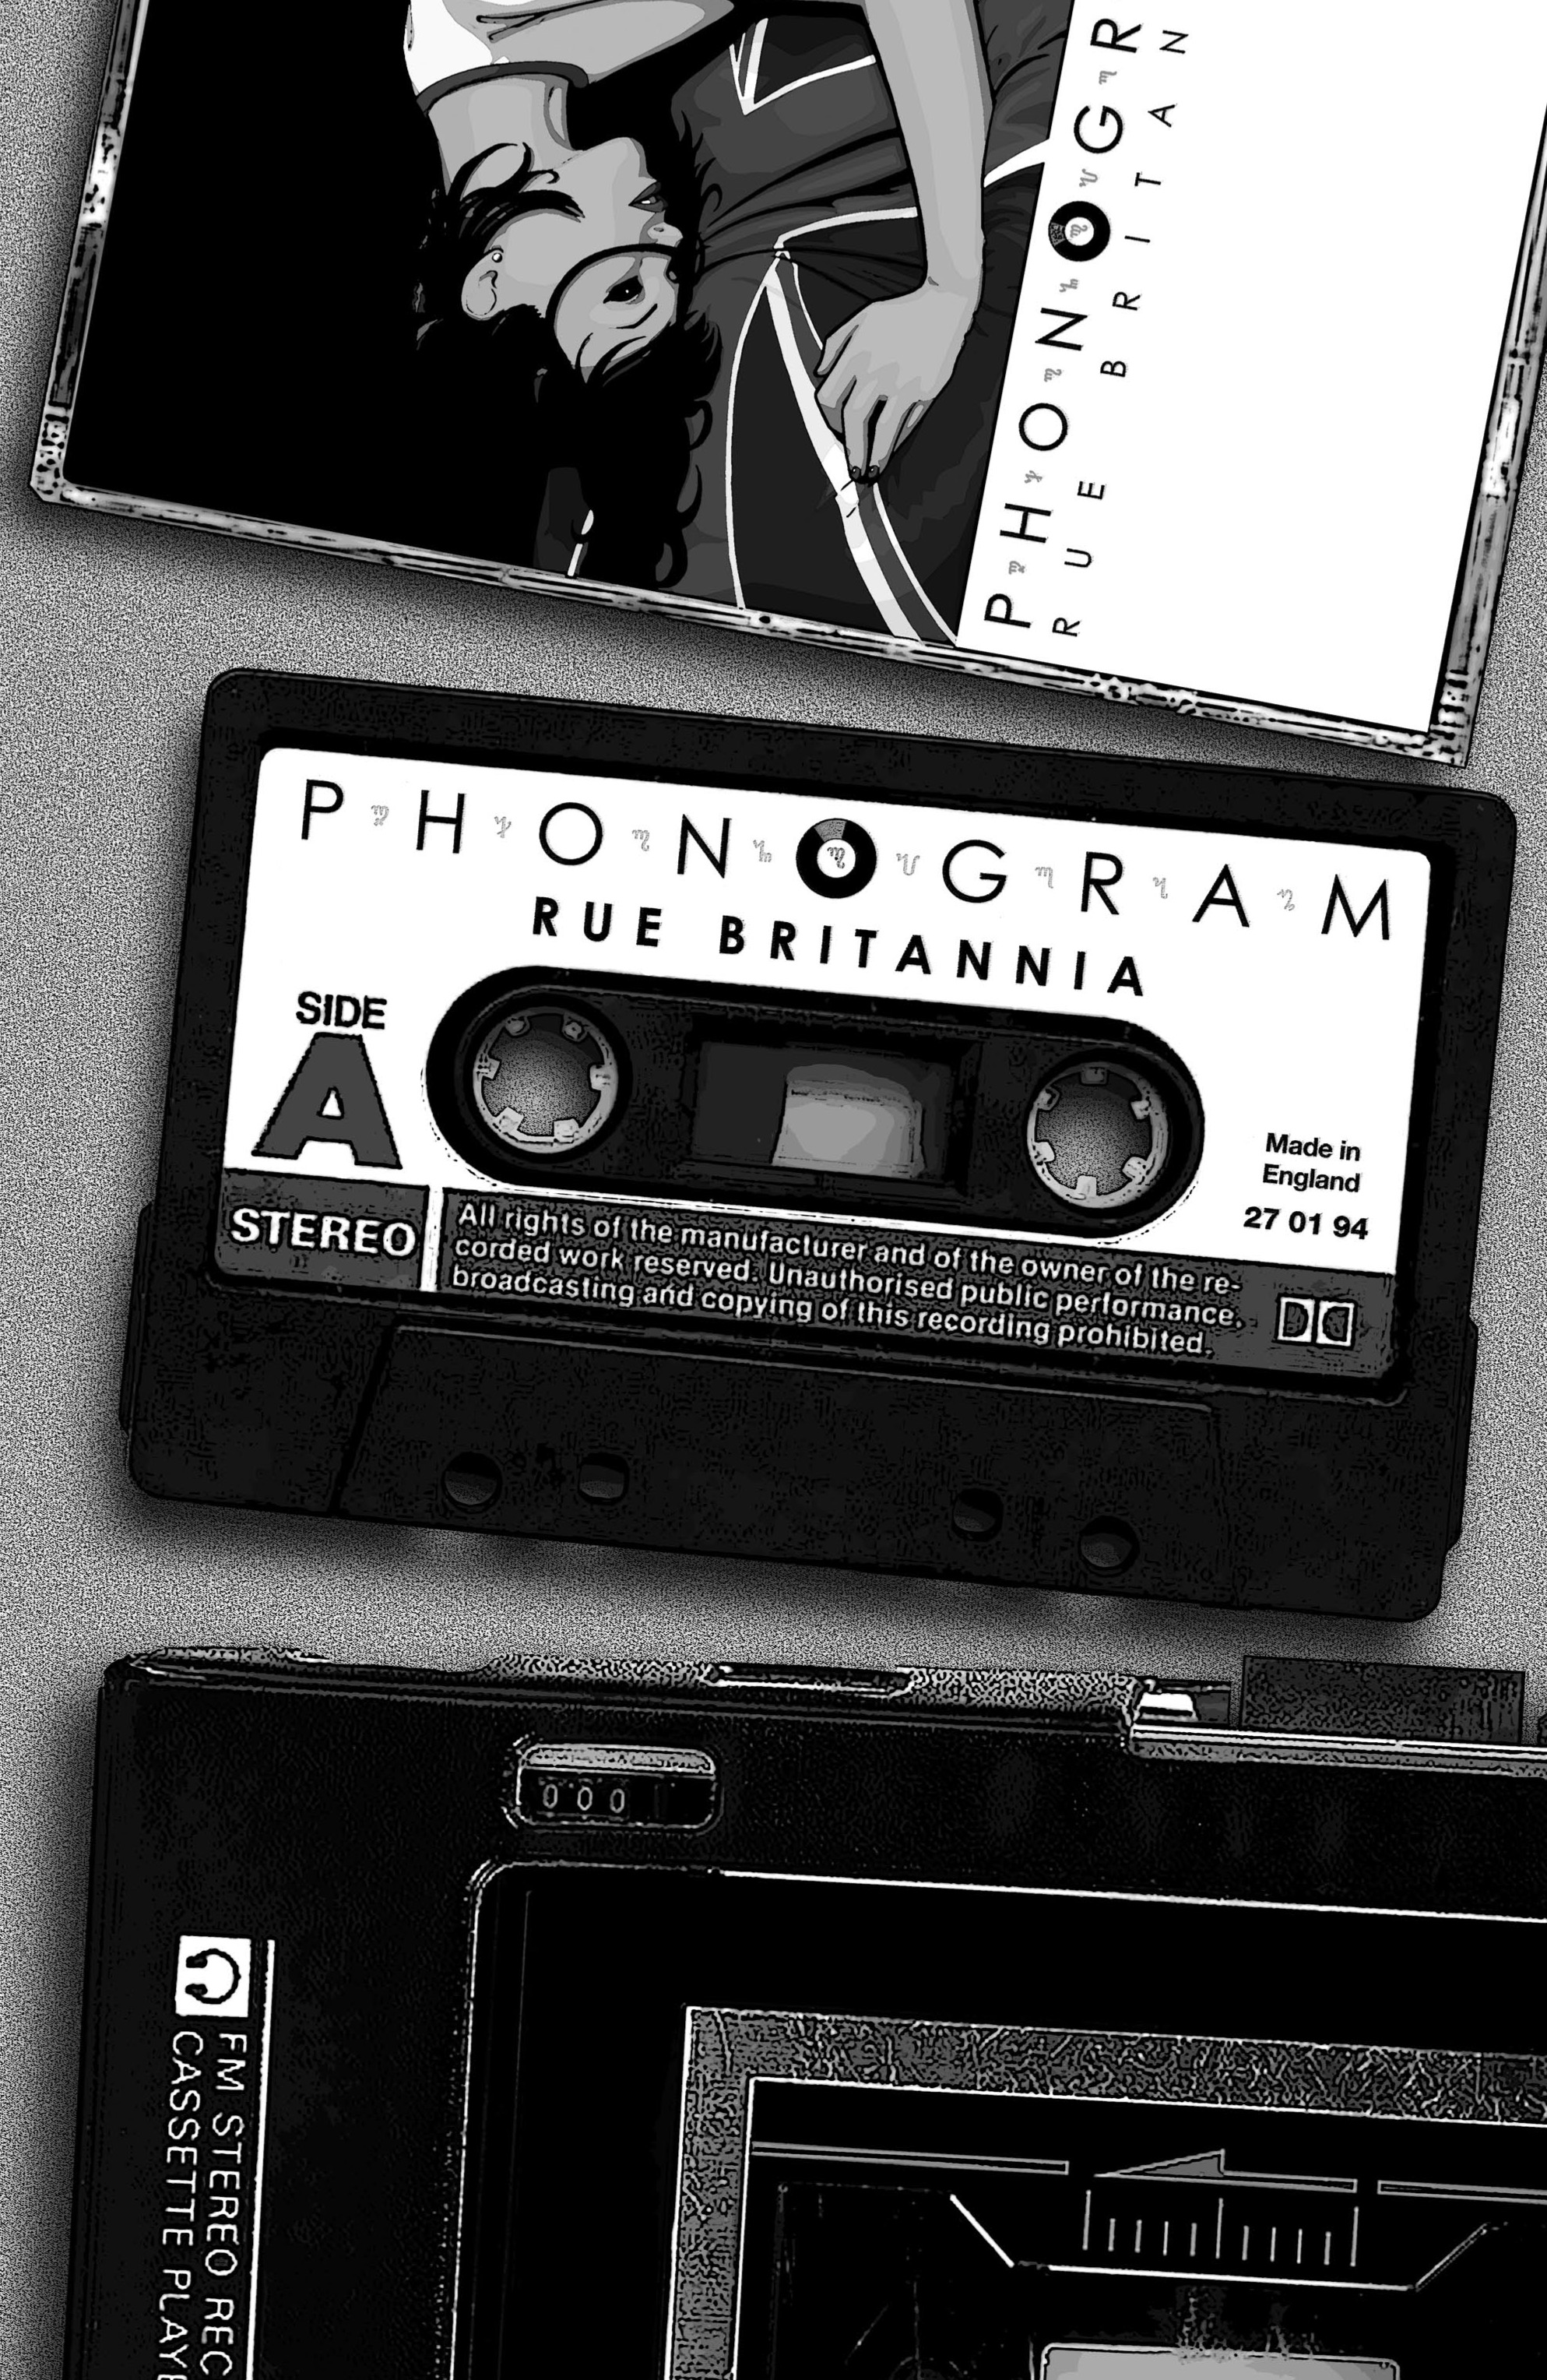 PHONOGR
RUE BRITAN
PHONOGRAM
RUE BRITANNIA
SIDE
A
Made in
England
27 01 94
STEREO
All rights of the manufacturer and of the owner of the re-
corded work reserved. Unauthorised public performance,
broadcasting and copying of this recording prohibited.
000
FM STEREO REC
CASSETTE PLAYE